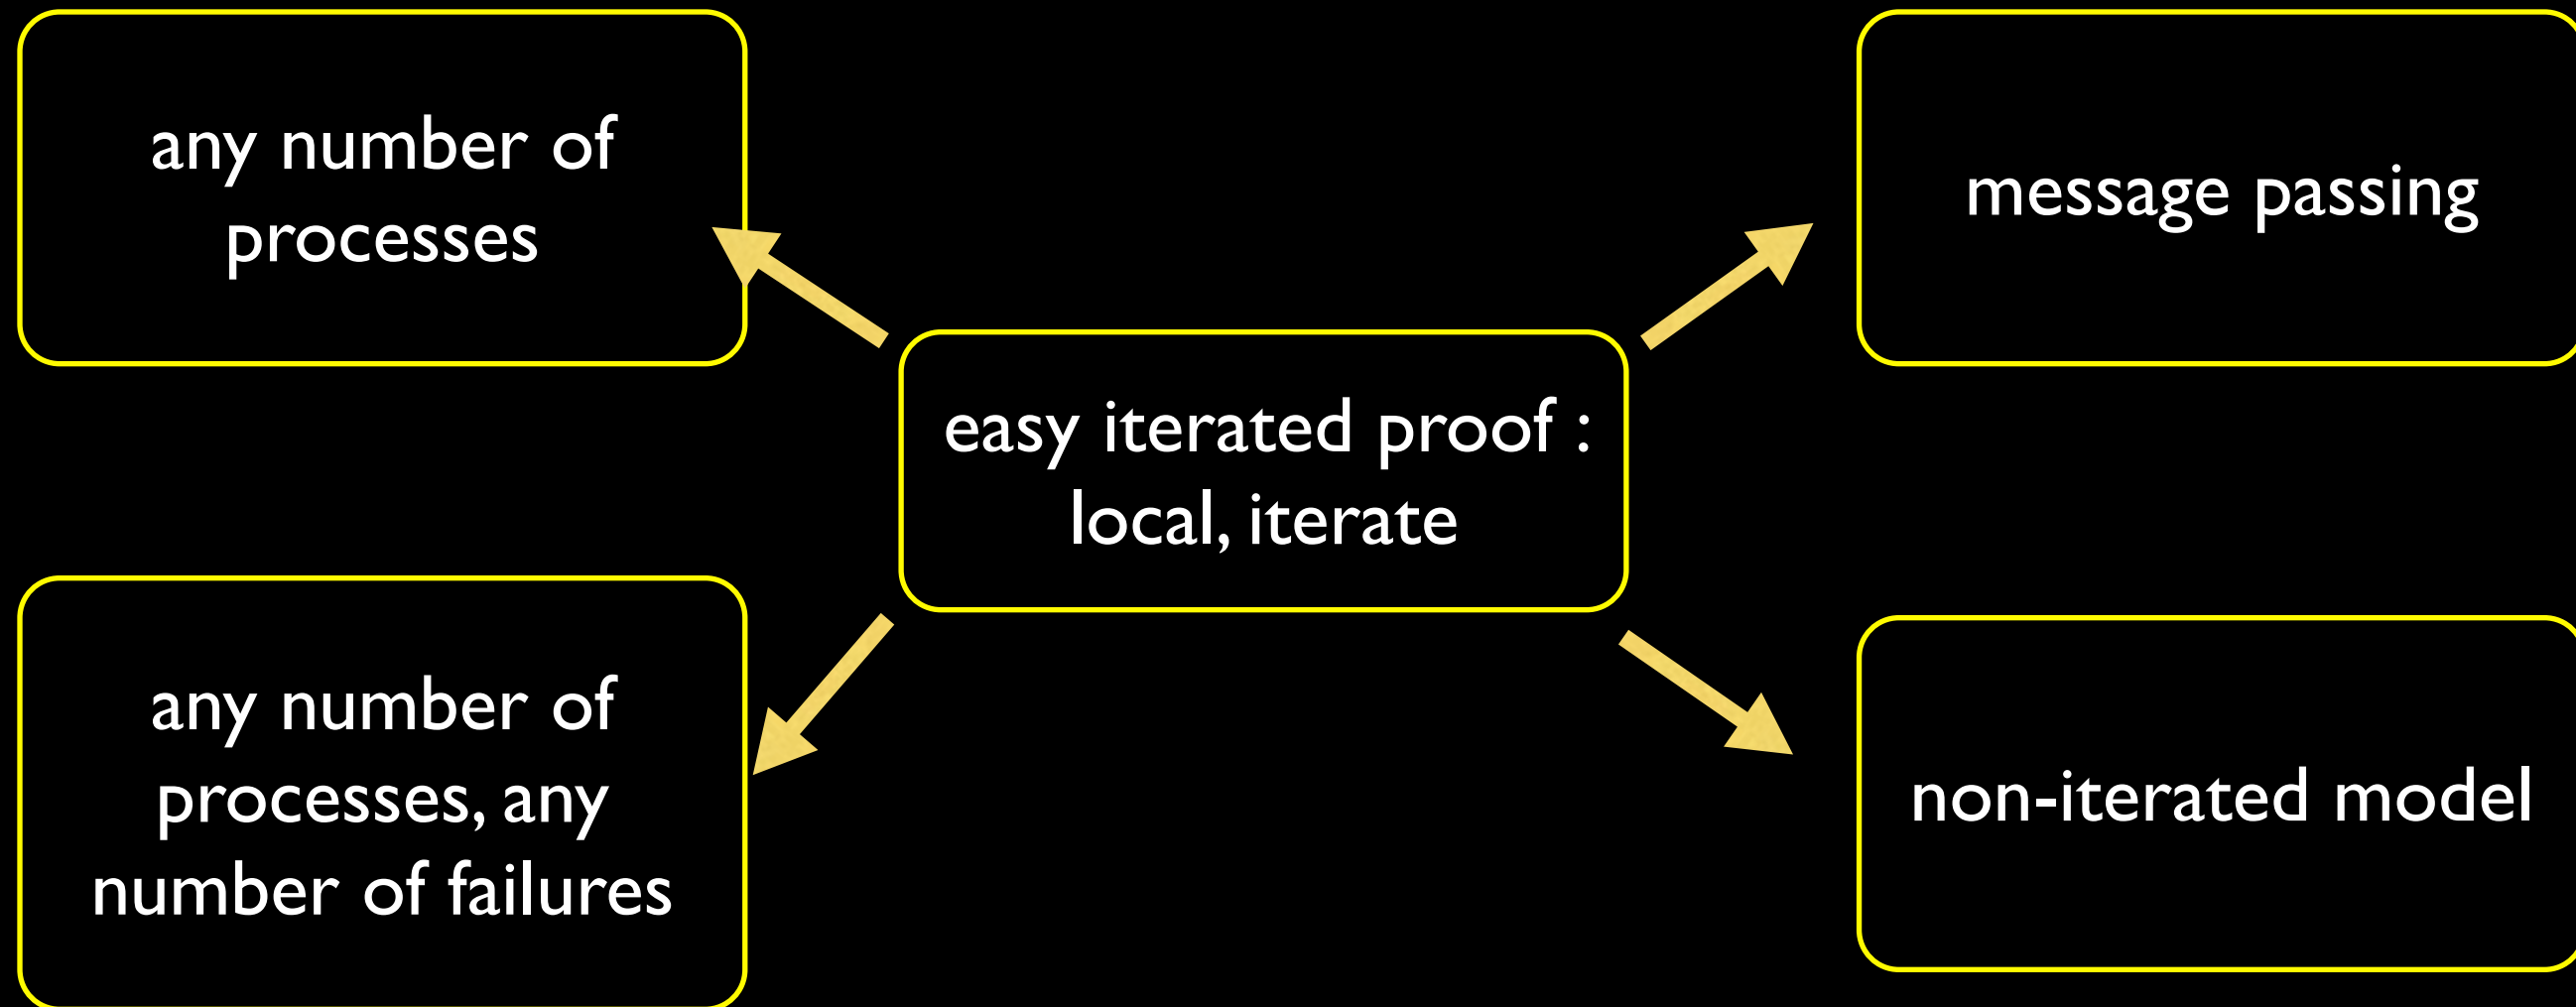 any number of
processes
message passing
easy iterated proof :
local, iterate
any number of
processes, any
number of failures
non-iterated model